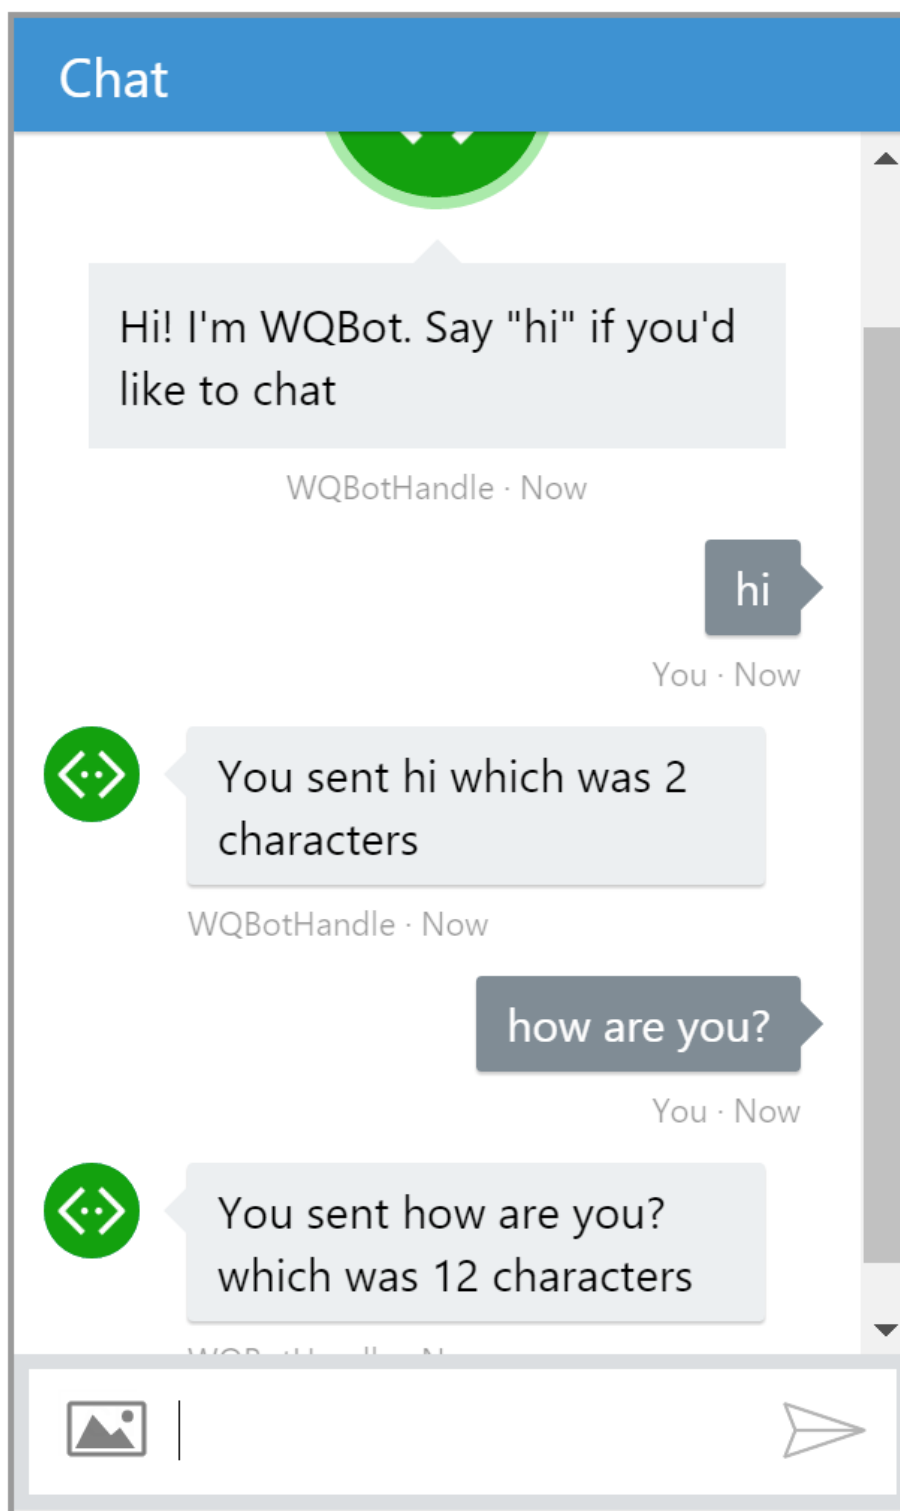 Chat
Hi! I'm WQBot. Say "hi" if you'd
like to chat
WQBotHandle · Now
hi
You · Now
You sent hi which was 2
characters
WQBotHandle · Now
how are you?
You · Now
You sent how are you?
which was 12 characters